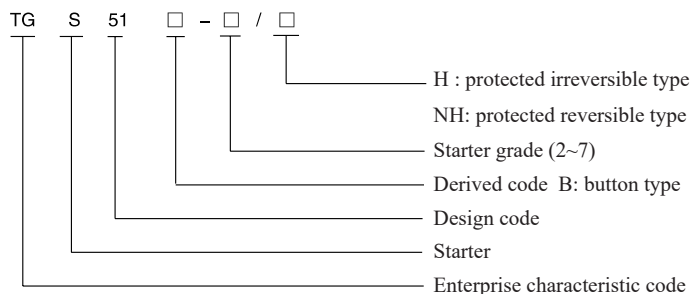 TG S 51 □ - □ / □
H : protected irreversible type
NH: protected reversible type
Starter grade (2~7)
Derived code B: button type
Design code
Starter
Enterprise characteristic code